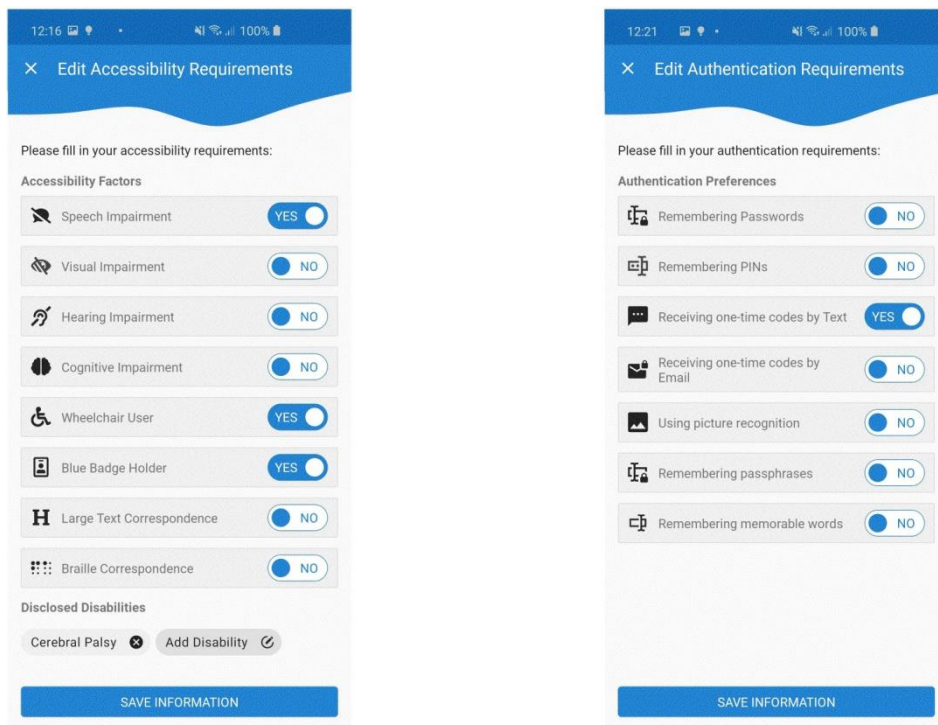 12:16 100%
Edit Accessibility Requirements
Please fill in your accessibility requirements:
Accessibility Factors
Speech Impairment YES
Visual Impairment NO
Hearing Impairment NO
Cognitive Impairment NO
Wheelchair User YES
Blue Badge Holder YES
H Large Text Correspondence NO
Braille Correspondence NO
Disclosed Disabilities
Cerebral Palsy Add Disability
SAVE INFORMATION
12:21 100%
Edit Authentication Requirements
Please fill in your authentication requirements:
Authentication Preferences
Remembering Passwords NO
Remembering PINs NO
Receiving one-time codes by Text YES
Receiving one-time codes by
Email NO
Using picture recognition NO
Remembering passphrases NO
Remembering memorable words NO
SAVE INFORMATION